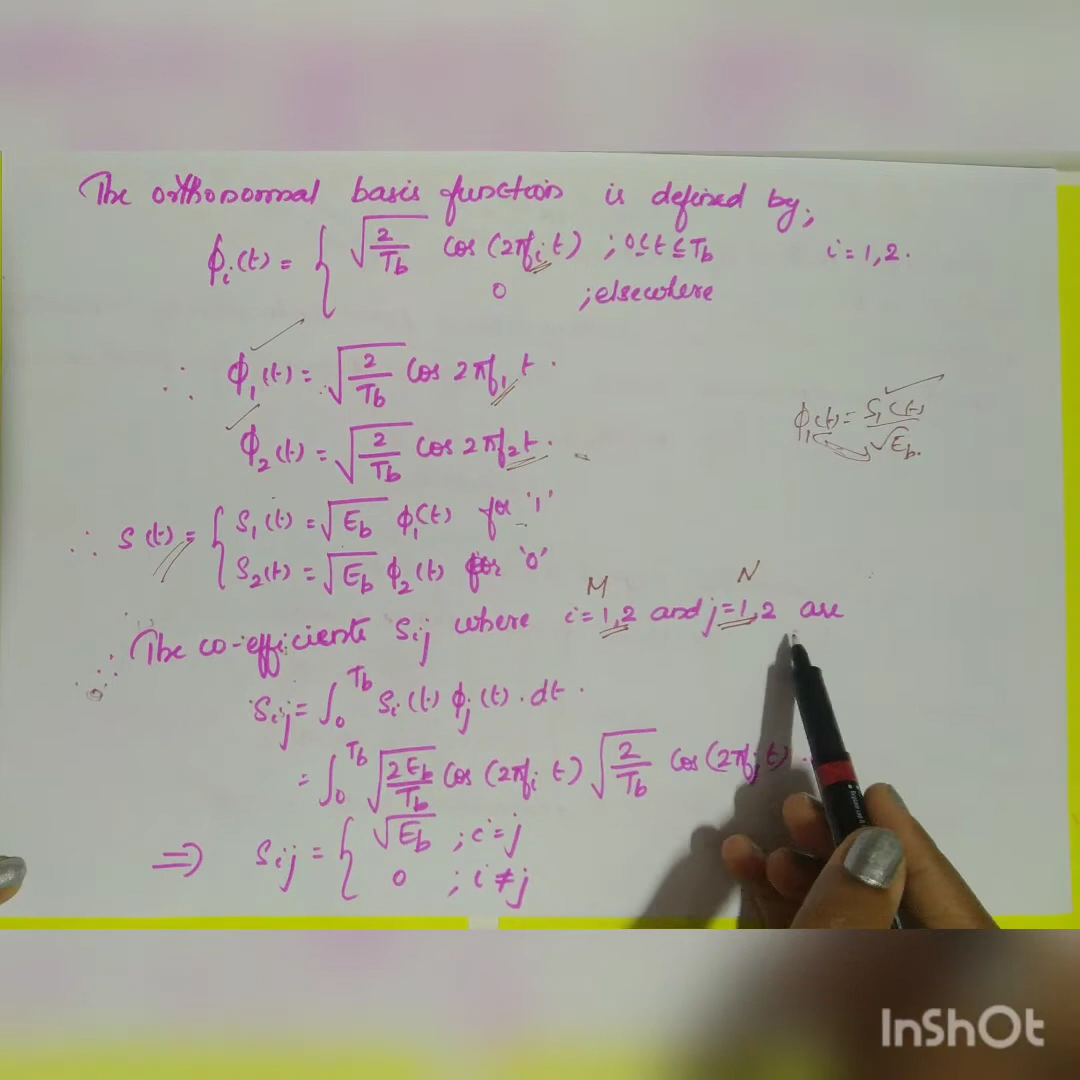 The orthonormal basis function is defined by,
ϕi(t) = { √(2/Tb) cos(2πfi t) ; 0≤t≤Tb i=1,2.
0 ; elsewhere
∴ ϕ1(t) = √(2/Tb) Cos 2πf1 t.
ϕ1(t) = S1(t)/√Eb.
ϕ2(t) = √(2/Tb) Cos 2πf2t.
∴ S(t) = { S1(t) = √Eb ϕ1(t) for '1'
S2(t) = √Eb ϕ2(t) for '0'
M N
∴ The co-efficients Sij where i=1,2 and j=1,2 are
Sij = ∫0^Tb Si(t) ϕj(t).dt.
= ∫0^Tb √(2Eb/Tb) Cos (2πfi t) √(2/Tb) Cos(2πfj t).
⇒ Sij = { √Eb ; i=j
0 ; i≠j
InShOt